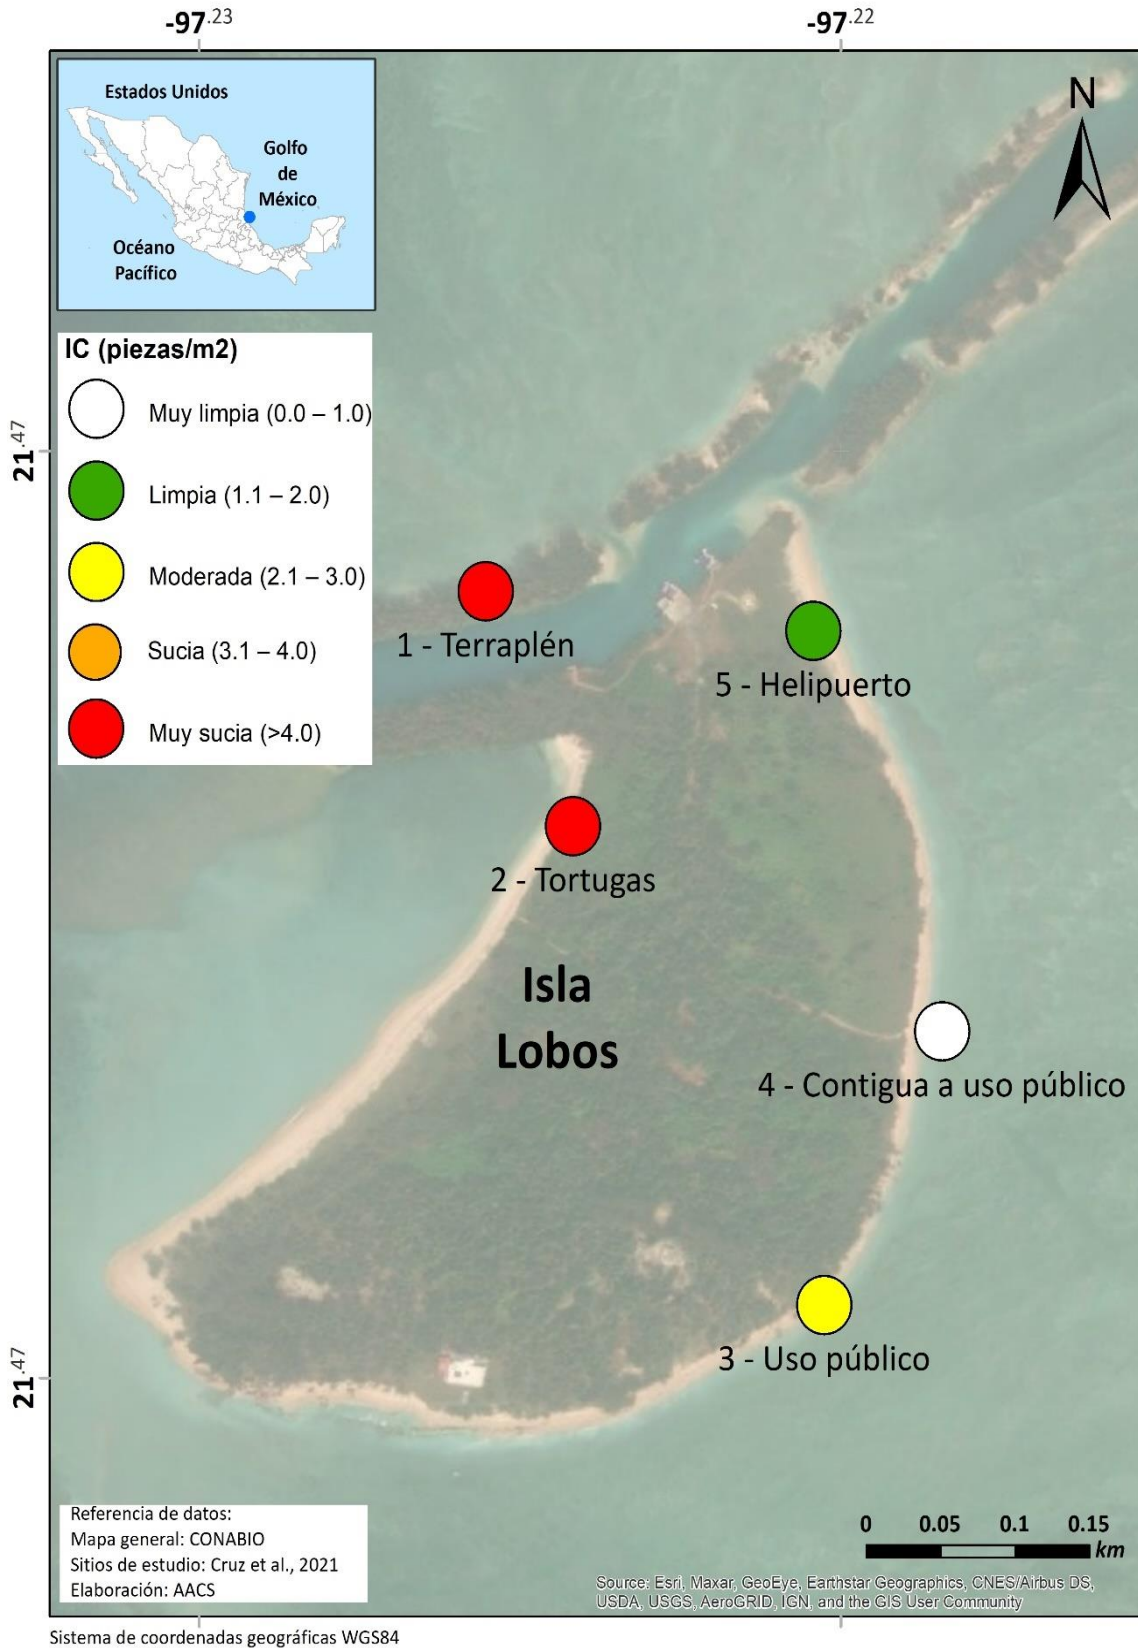 -97.23
-97.22
Estados Unidos
Golfo
de
México
Océano
Pacífico
N
IC (piezas/m2)
Muy limpia (0.0 – 1.0)
Limpia (1.1 – 2.0)
Moderada (2.1 – 3.0)
Sucia (3.1 – 4.0)
Muy sucia (>4.0)
21.47
1 - Terraplén
5 - Helipuerto
2 - Tortugas
Isla
Lobos
4 - Contigua a uso público
3 - Uso público
21.47
Referencia de datos:
Mapa general: CONABIO
Sitios de estudio: Cruz et al., 2021
Elaboración: AACS
0 0.05 0.1 0.15
km
Source: Esri, Maxar, GeoEye, Earthstar Geographics, CNES/Airbus DS,
USDA, USGS, AeroGRID, IGN, and the GIS User Community
Sistema de coordenadas geográficas WGS84